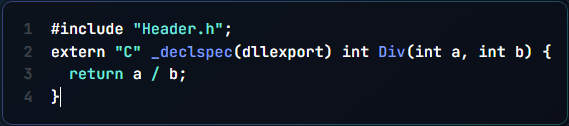 1 #include "Header.h";
2 extern "C" _declspec(dllexport) int Div(int a, int b) {
3   return a / b;
4 }